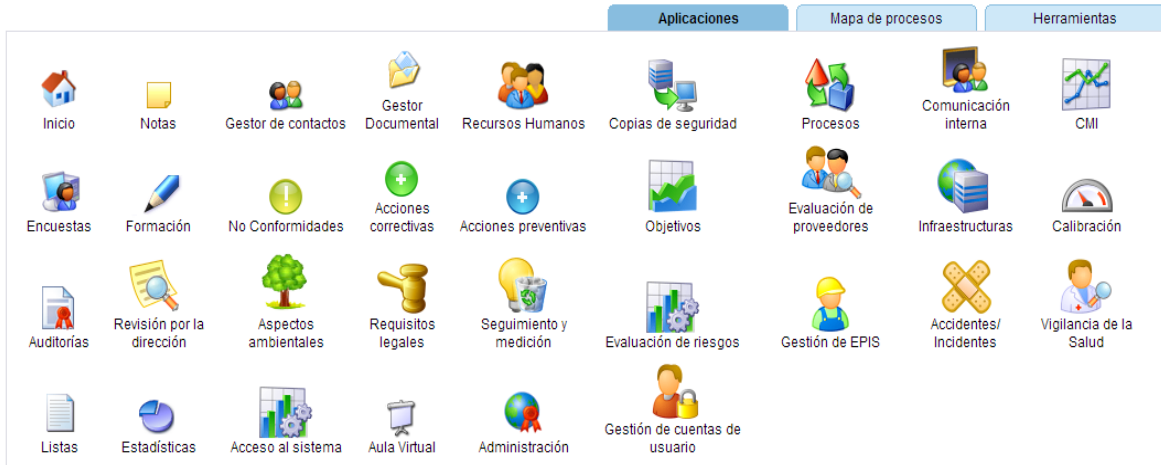 Aplicaciones
Mapa de procesos
Herramientas
Inicio
Notas
Gestor de contactos
Gestor
Documental
Recursos Humanos
Copias de seguridad
Procesos
Comunicación
interna
CMI
Encuestas
Formación
No Conformidades
Acciones
correctivas
Acciones preventivas
Objetivos
Evaluación de
proveedores
Infraestructuras
Calibración
Auditorías
Revisión por la
dirección
Aspectos
ambientales
Requisitos
legales
Seguimiento y
medición
Evaluación de riesgos
Gestión de EPIS
Accidentes/
Incidentes
Vigilancia de la
Salud
Listas
Estadísticas
Acceso al sistema
Aula Virtual
Administración
Gestión de cuentas de
usuario